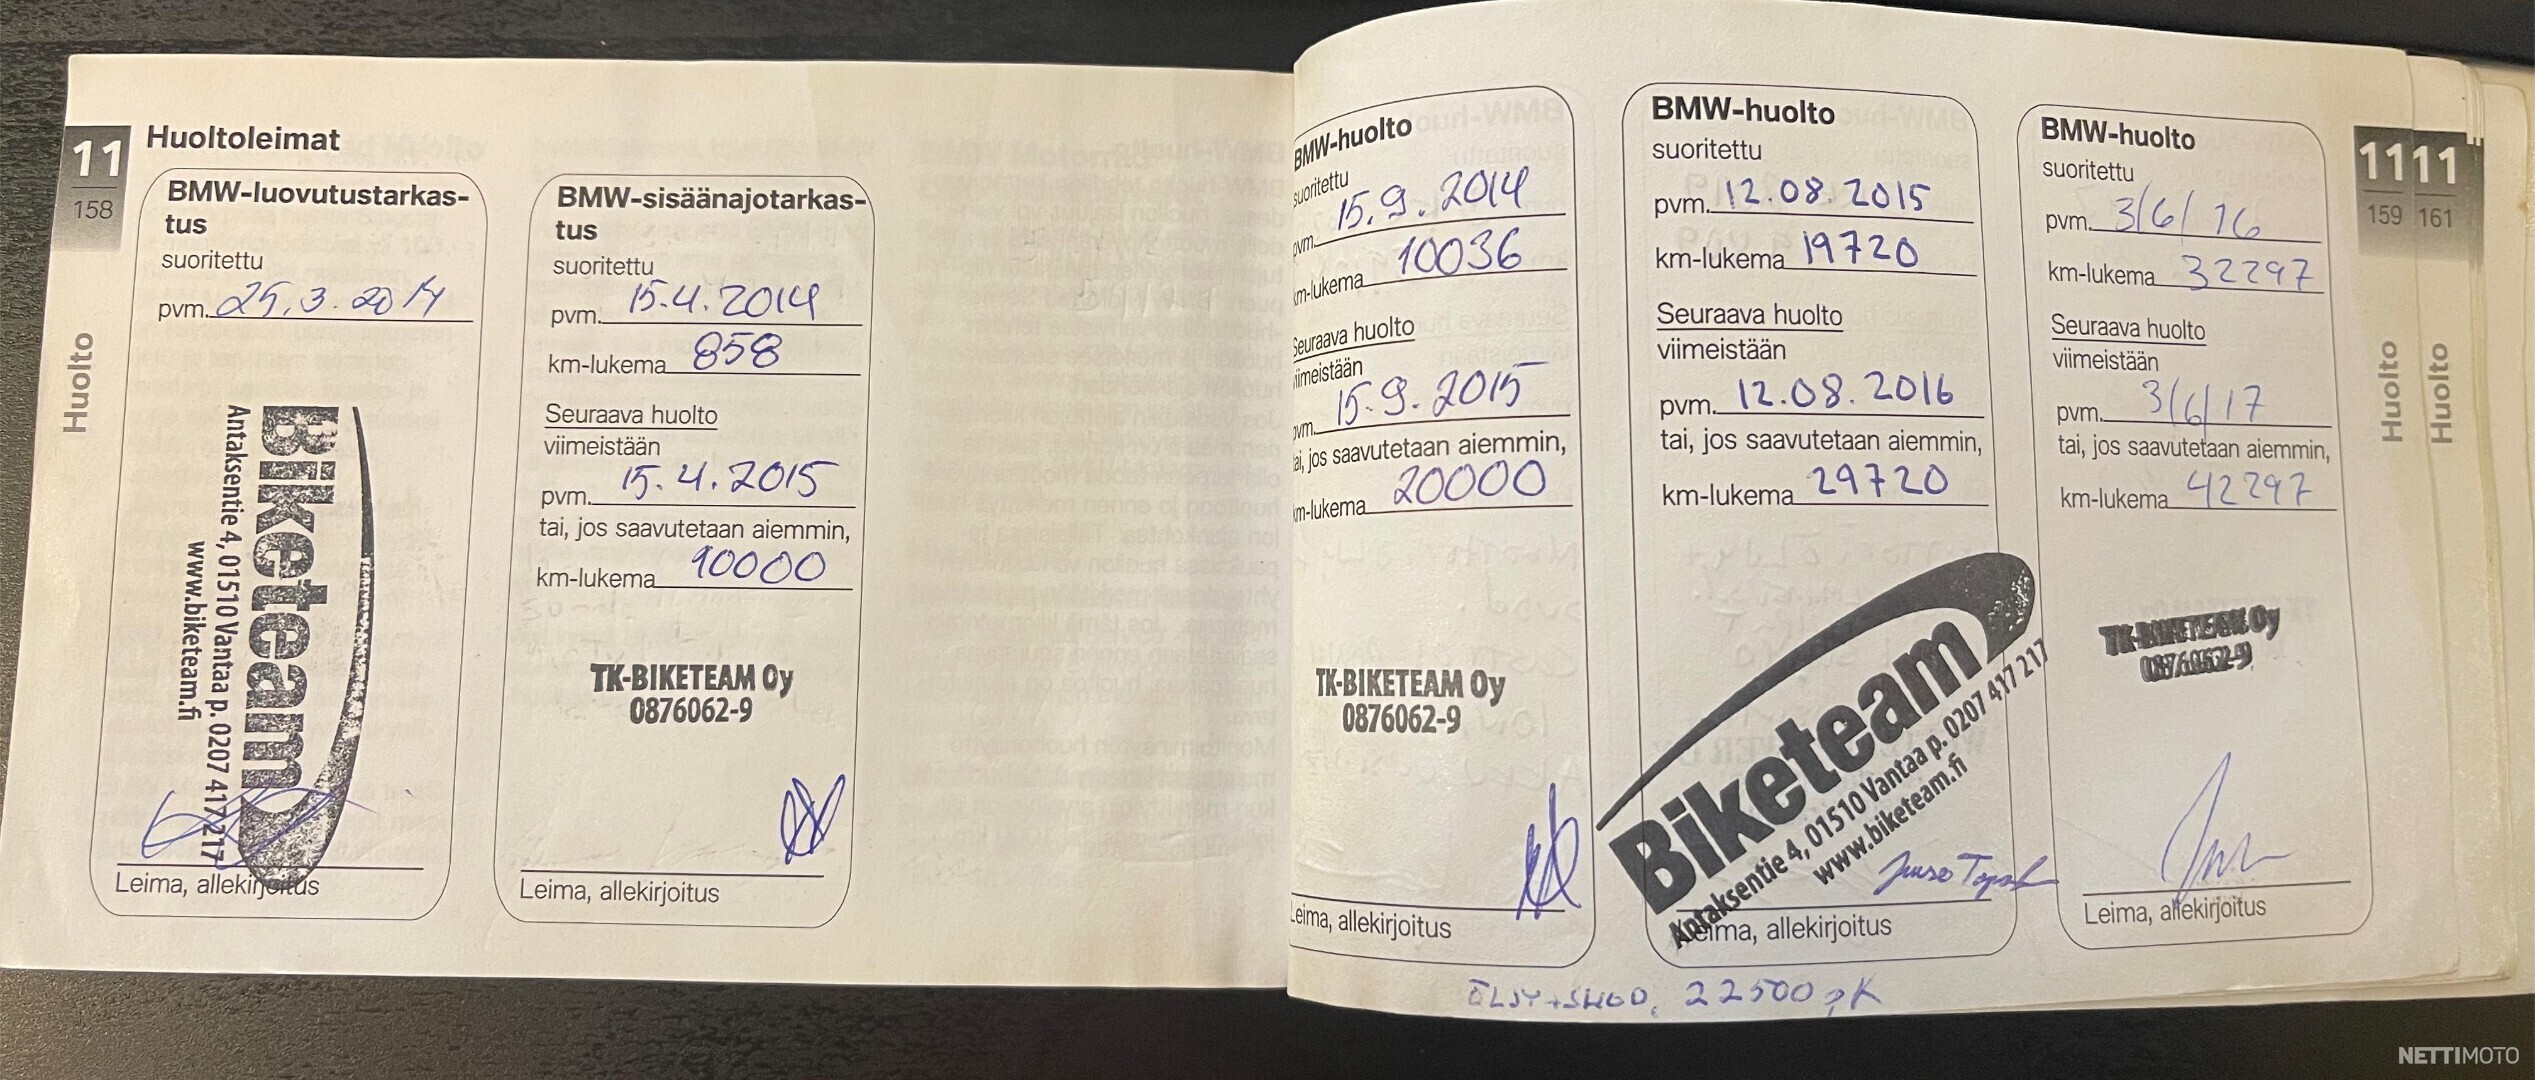 11
158
Huolto
Huoltoleimat
BMW-luovutustarkas-
tus
suoritettu
pvm. 25.3.2014
Biketeam
Antaksentie 4, 01510 Vantaa p. 0207 417 217
www.biketeam.fi
Leima, allekirjoitus
BMW-sisäänajotarkas-
tus
suoritettu
pvm. 15.4.2014
km-lukema 858
Seuraava huolto
viimeistään
pvm. 15.4.2015
tai, jos saavutetaan aiemmin,
km-lukema 10000
TK-BIKETEAM Oy
0876062-9
Leima, allekirjoitus
BMW-huolto
suoritettu
pvm. 15.9.2014
km-lukema 10036
Seuraava huolto
viimeistään
pvm. 15.9.2015
tai, jos saavutetaan aiemmin,
km-lukema 20000
TK-BIKETEAM Oy
0876062-9
Leima, allekirjoitus
BMW-huolto
suoritettu
pvm. 12.08.2015
km-lukema 19720
Seuraava huolto
viimeistään
pvm. 12.08.2016
tai, jos saavutetaan aiemmin,
km-lukema 29720
Biketeam
Antaksentie 4, 01510 Vantaa p. 0207 417 217
www.biketeam.fi
Leima, allekirjoitus
BMW-huolto
suoritettu
pvm. 3/6/16
km-lukema 32297
Seuraava huolto
viimeistään
pvm. 3/6/17
tai, jos saavutetaan aiemmin,
km-lukema 42297
TK-BIKETEAM Oy
0876062-9
Leima, allekirjoitus
11
159
Huolto
11
161
Huolto
22500
NETTIMOTO